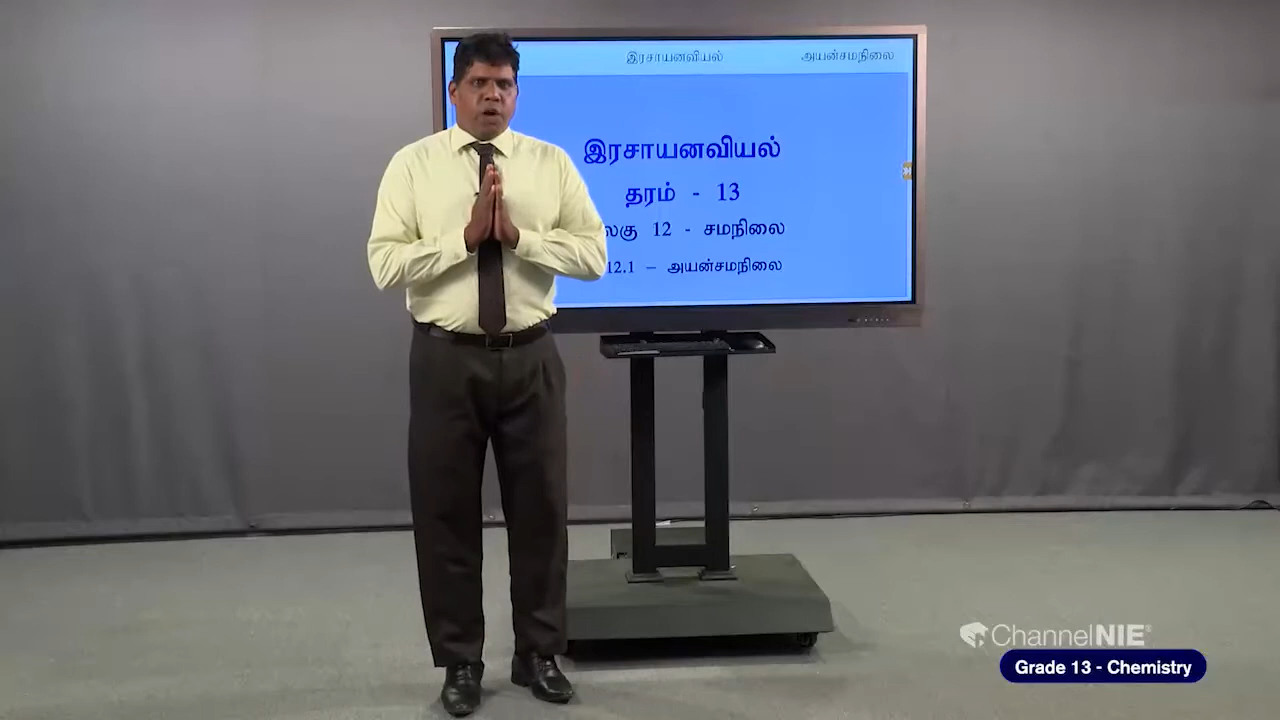 இரசாயனவியல் அயன்சமநிலை
இரசாயனவியல்
தரம் - 13
12 - சமநிலை
12.1 – அயன்சமநிலை
ChannelNIE
Grade 13 - Chemistry